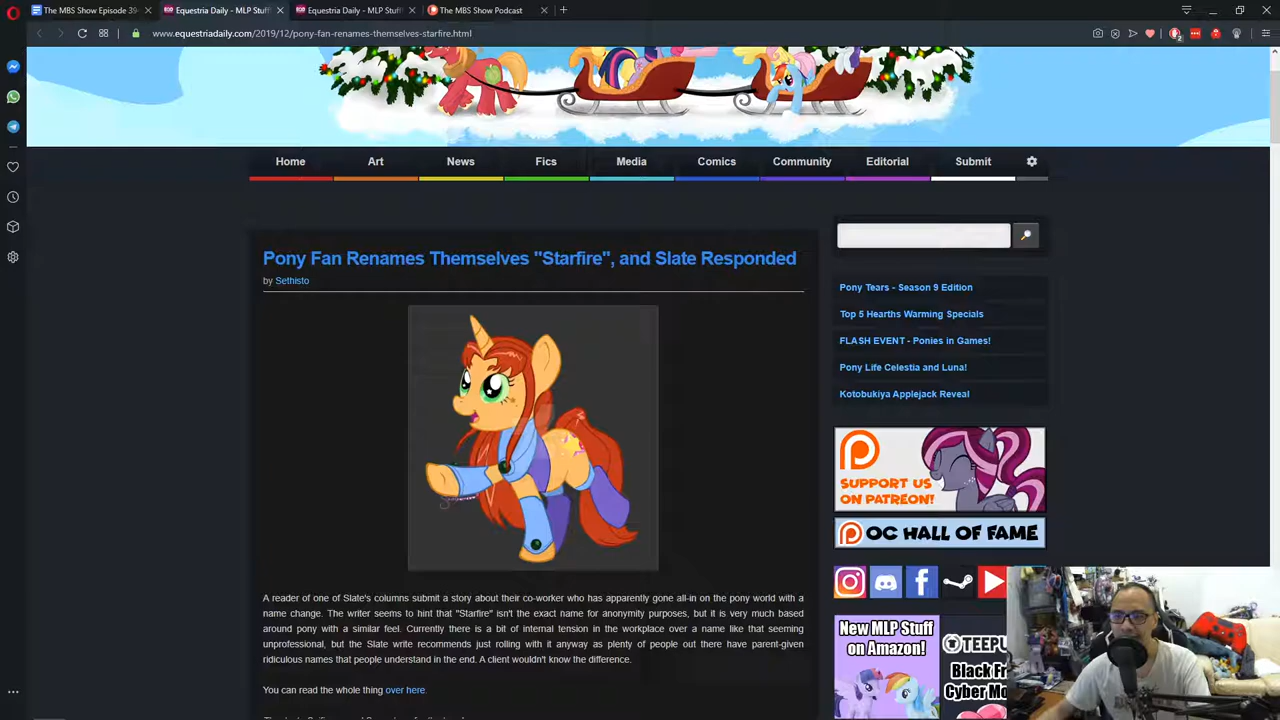 The MBS Show Episode 39
Equestria Daily - MLP Stuf
Equestria Daily - MLP Stuff
The MBS Show Podcast
www.equestriadaily.com/2019/12/pony-fan-renames-themselves-starfire.html
Home
Art
News
Fics
Media
Comics
Community
Editorial
Submit
Pony Fan Renames Themselves "Starfire", and Slate Responded
by Sethisto
A reader of one of Slate's columns submit a story about their co-worker who has apparently gone all-in on the pony world with a
name change. The writer seems to hint that "Starfire" isn't the exact name for anonymity purposes, but it is very much based
around pony with a similar feel. Currently there is a bit of internal tension in the workplace over a name like that seeming
unprofessional, but the Slate write recommends just rolling with it anyway as plenty of people out there have parent-given
ridiculous names that people understand in the end. A client wouldn't know the difference.
You can read the whole thing over here.
Pony Tears - Season 9 Edition
Top 5 Hearths Warming Specials
FLASH EVENT - Ponies in Games!
Pony Life Celestia and Luna!
Kotobukiya Applejack Reveal
SUPPORT US
ON PATREON!
OC HALL OF FAME
New MLP Stuff
on Amazon!
TEEPU
Black Fr
Cyber Mo